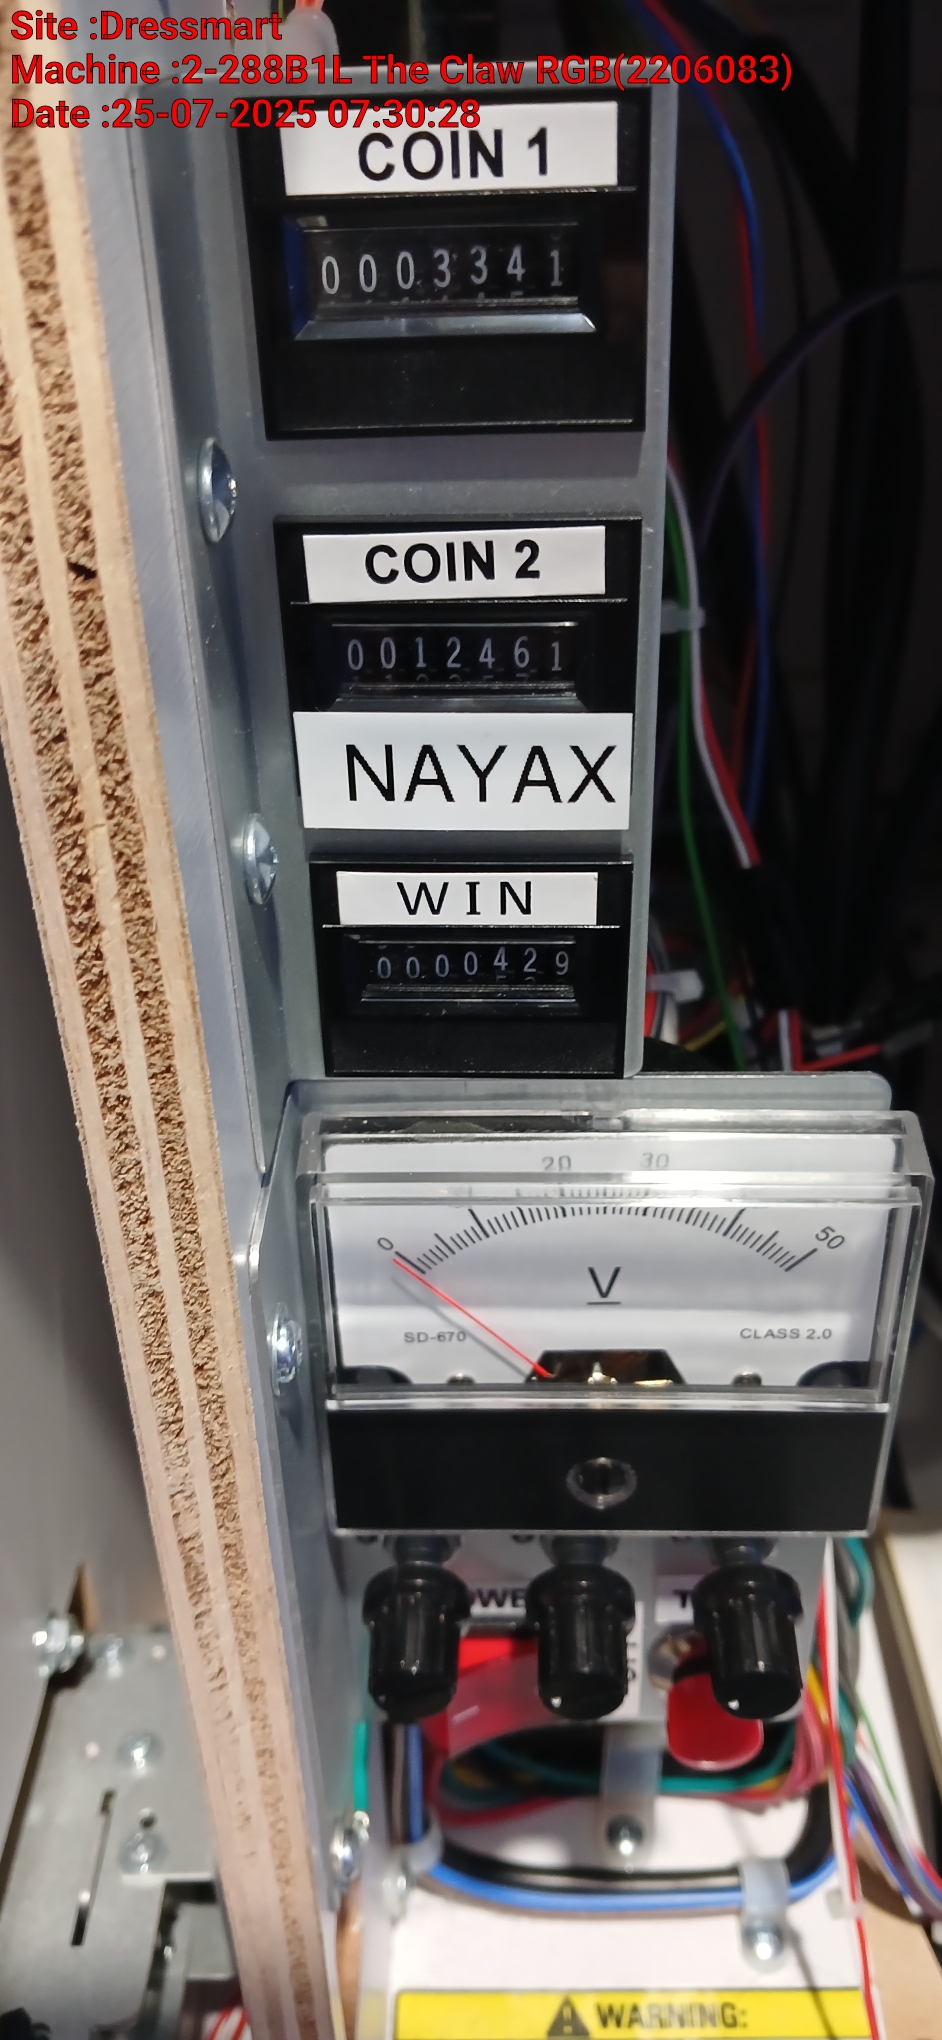 Site :Dressmart
Machine :2-288B1L The Claw RGB(2206083)
Date :25-07-2025 07:30:28
COIN 1
0003341
COIN 2
0012461
NAYAX
WIN
0000429
20 30
0 50
V
SD-670 CLASS 2.0
WARNING: